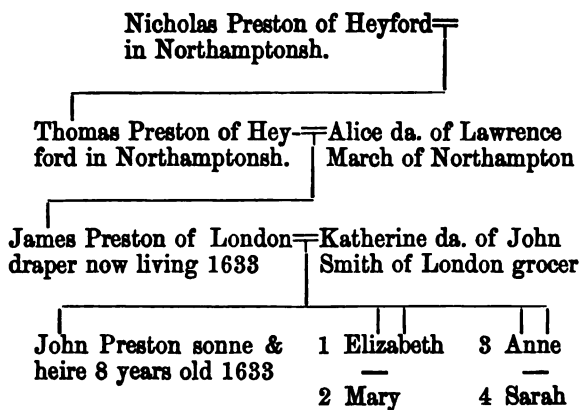 Nicholas Preston of Heyford
in Northamptonsh.
Thomas Preston of Hey-
ford in Northamptonsh.
Alice da. of Lawrence
March of Northampton
James Preston of London
draper now living 1633
Katherine da. of John
Smith of London grocer
John Preston sonne &
heire 8 years old 1633
1 Elizabeth
2 Mary
3 Anne
4 Sarah